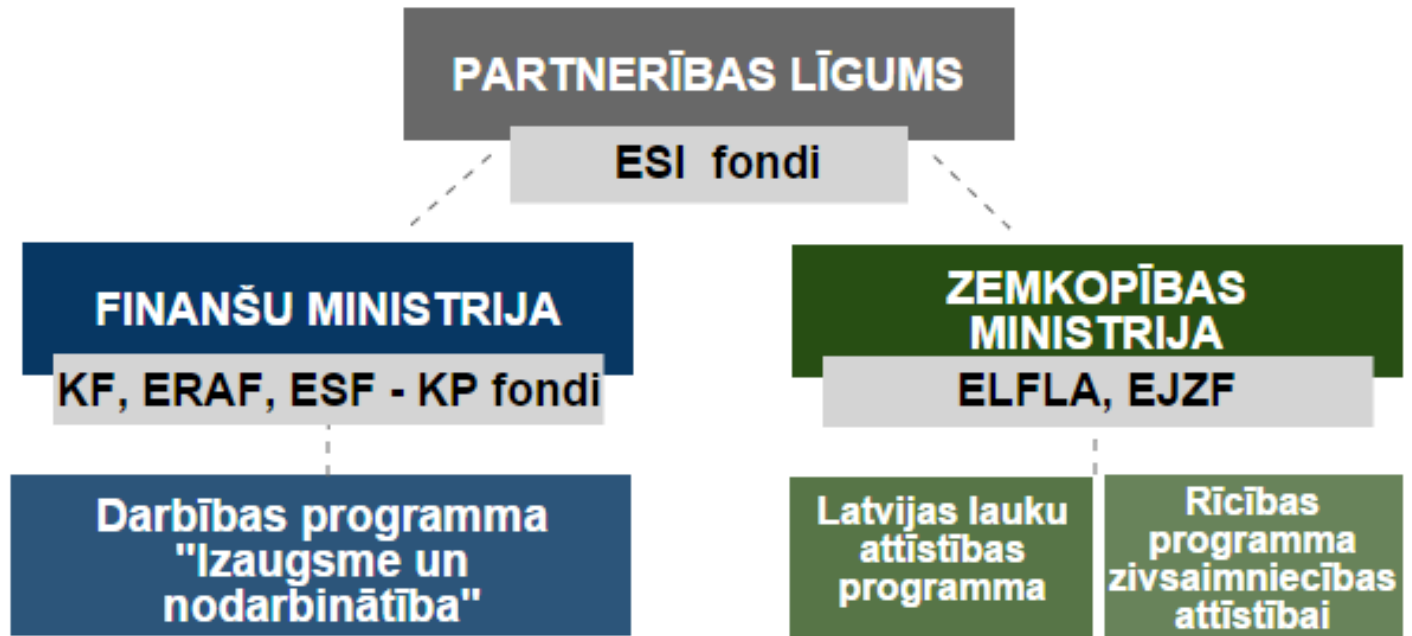 PARTNERĪBAS LĪGUMS
ESI fondi
FINANŠU MINISTRIJA
KF, ERAF, ESF - KP fondi
Darbības programma
"Izaugsme un
nodarbinātība"
ZEMKOPĪBAS
MINISTRIJA
ELFLA, EJZF
Latvijas lauku
attīstības
programma
Rīcības
programma
zivsaimniecības
attīstībai